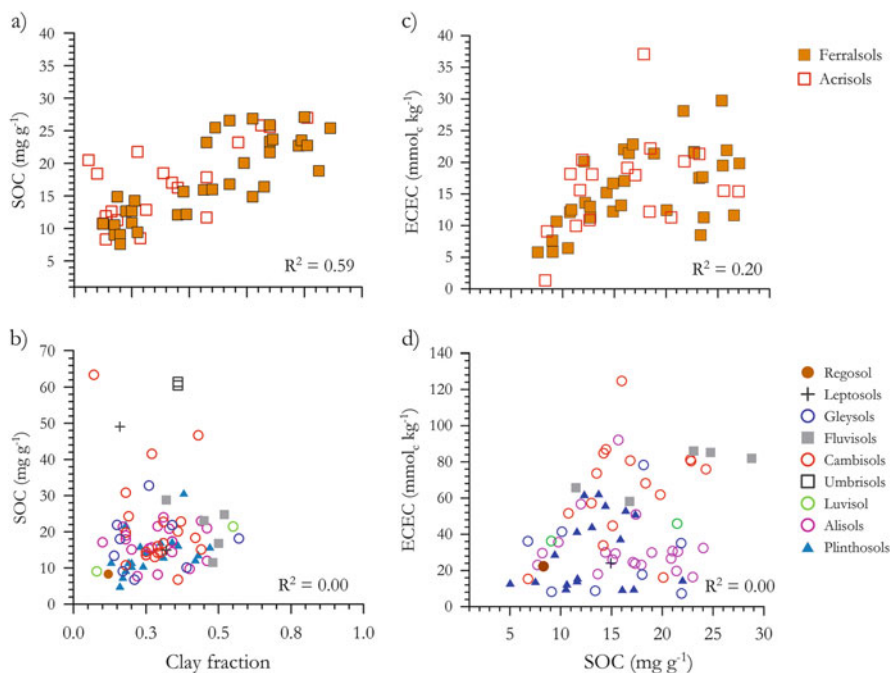 a)
SOC (mg g⁻¹)
40
35
30
25
20
15
10
5
R² = 0.59
c)
ECEC (mmol_c kg⁻¹)
40
35
30
25
20
15
10
5
0
R² = 0.20
Ferralsols
Acrisols
b)
SOC (mg g⁻¹)
70
60
50
40
30
20
10
0
0.0 0.3 0.5 0.8 1.0
Clay fraction
R² = 0.00
d)
ECEC (mmol_c kg⁻¹)
140
120
100
80
60
40
20
0
5 10 15 20 25 30
SOC (mg g⁻¹)
R² = 0.00
Regosol
Leptosols
Gleysols
Fluvisols
Cambisols
Umbrisols
Luvisol
Alisols
Plinthosols